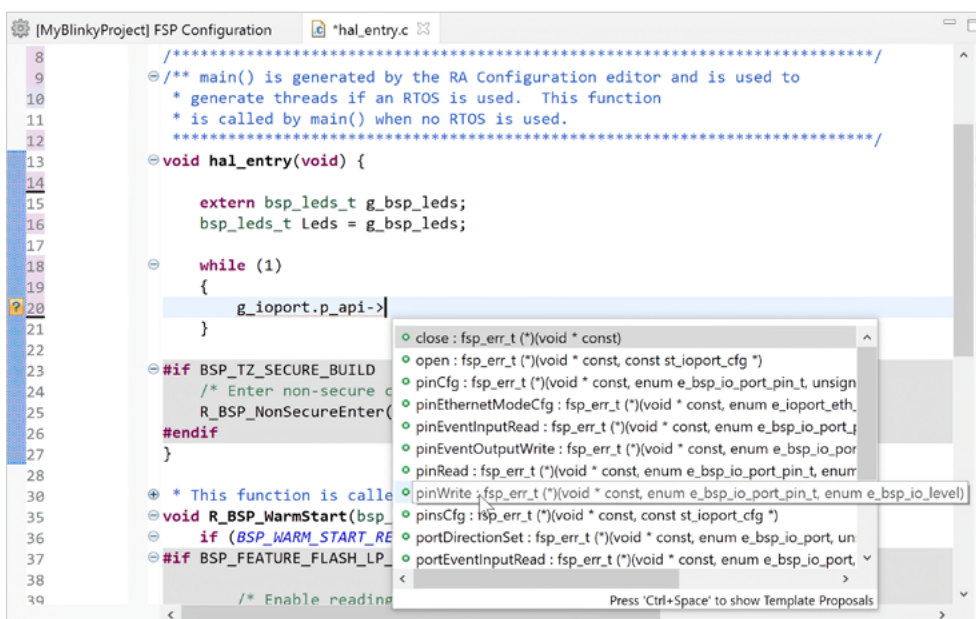 [MyBlinkyProject] FSP Configuration
*hal_entry.c
8 /****************************************************************************/
9 /** main() is generated by the RA Configuration editor and is used to
10 * generate threads if an RTOS is used.  This function
11 * is called by main() when no RTOS is used.
12 ****************************************************************************/
13 void hal_entry(void) {
14
15 extern bsp_leds_t g_bsp_leds;
16 bsp_leds_t Leds = g_bsp_leds;
17
18 while (1)
19 {
20 g_ioport.p_api->
21 }
22
23 #if BSP_TZ_SECURE_BUILD
24 /* Enter non-secure c
25 R_BSP_NonSecureEnter(
26 #endif
27 }
28
30 * This function is calle
35 void R_BSP_WarmStart(bsp_
36 if (BSP_WARM_START_RE
37 #if BSP_FEATURE_FLASH_LP_
38
39 /* Enable reading
close : fsp_err_t (*)(void * const)
open : fsp_err_t (*)(void * const, const st_ioport_cfg *)
pinCfg : fsp_err_t (*)(void * const, enum e_bsp_io_port_pin_t, unsign
pinEthernetModeCfg : fsp_err_t (*)(void * const, enum e_ioport_eth_
pinEventInputRead : fsp_err_t (*)(void * const, enum e_bsp_io_port_p
pinEventOutputWrite : fsp_err_t (*)(void * const, enum e_bsp_io_por
pinRead : fsp_err_t (*)(void * const, enum e_bsp_io_port_pin_t, enum
pinWrite : fsp_err_t (*)(void * const, enum e_bsp_io_port_pin_t, enum e_bsp_io_level)
pinsCfg : fsp_err_t (*)(void * const, const st_ioport_cfg *)
portDirectionSet : fsp_err_t (*)(void * const, enum e_bsp_io_port, un
portEventInputRead : fsp_err_t (*)(void * const, enum e_bsp_io_port,
Press 'Ctrl+Space' to show Template Proposals